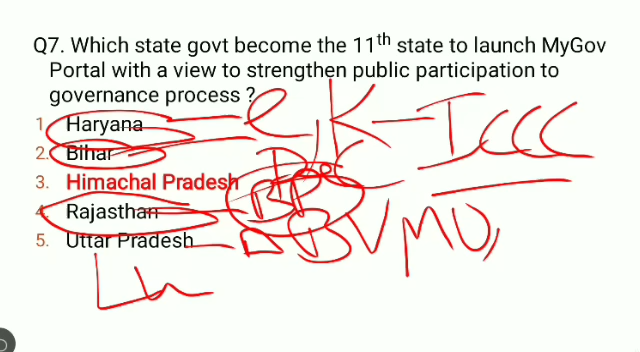 Q7. Which state govt become the 11th state to launch MyGov
Portal with a view to strengthen public participation to
governance process ?
1. Haryana
2. Bihar
3. Himachal Pradesh
4. Rajasthan
5. Uttar Pradesh
K-Iccc